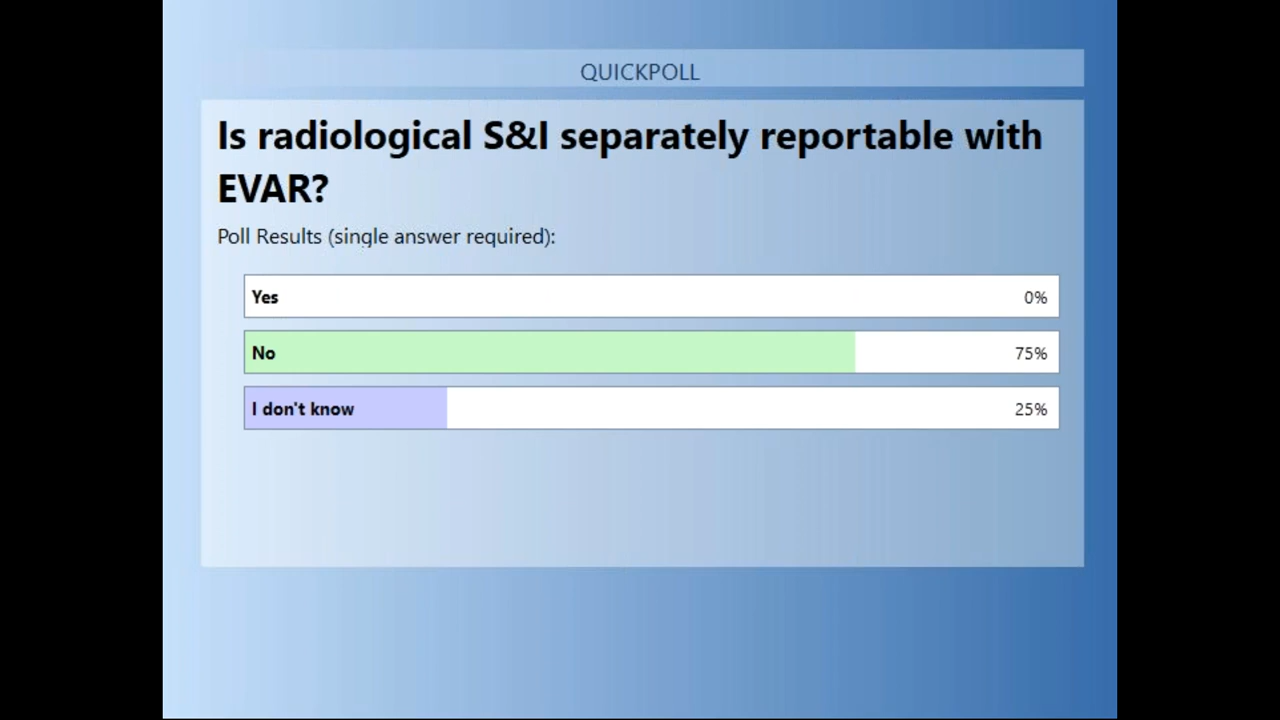 QUICKPOLL
Is radiological S&I separately reportable with
EVAR?
Poll Results (single answer required):
Yes 0%
No 75%
I don't know 25%